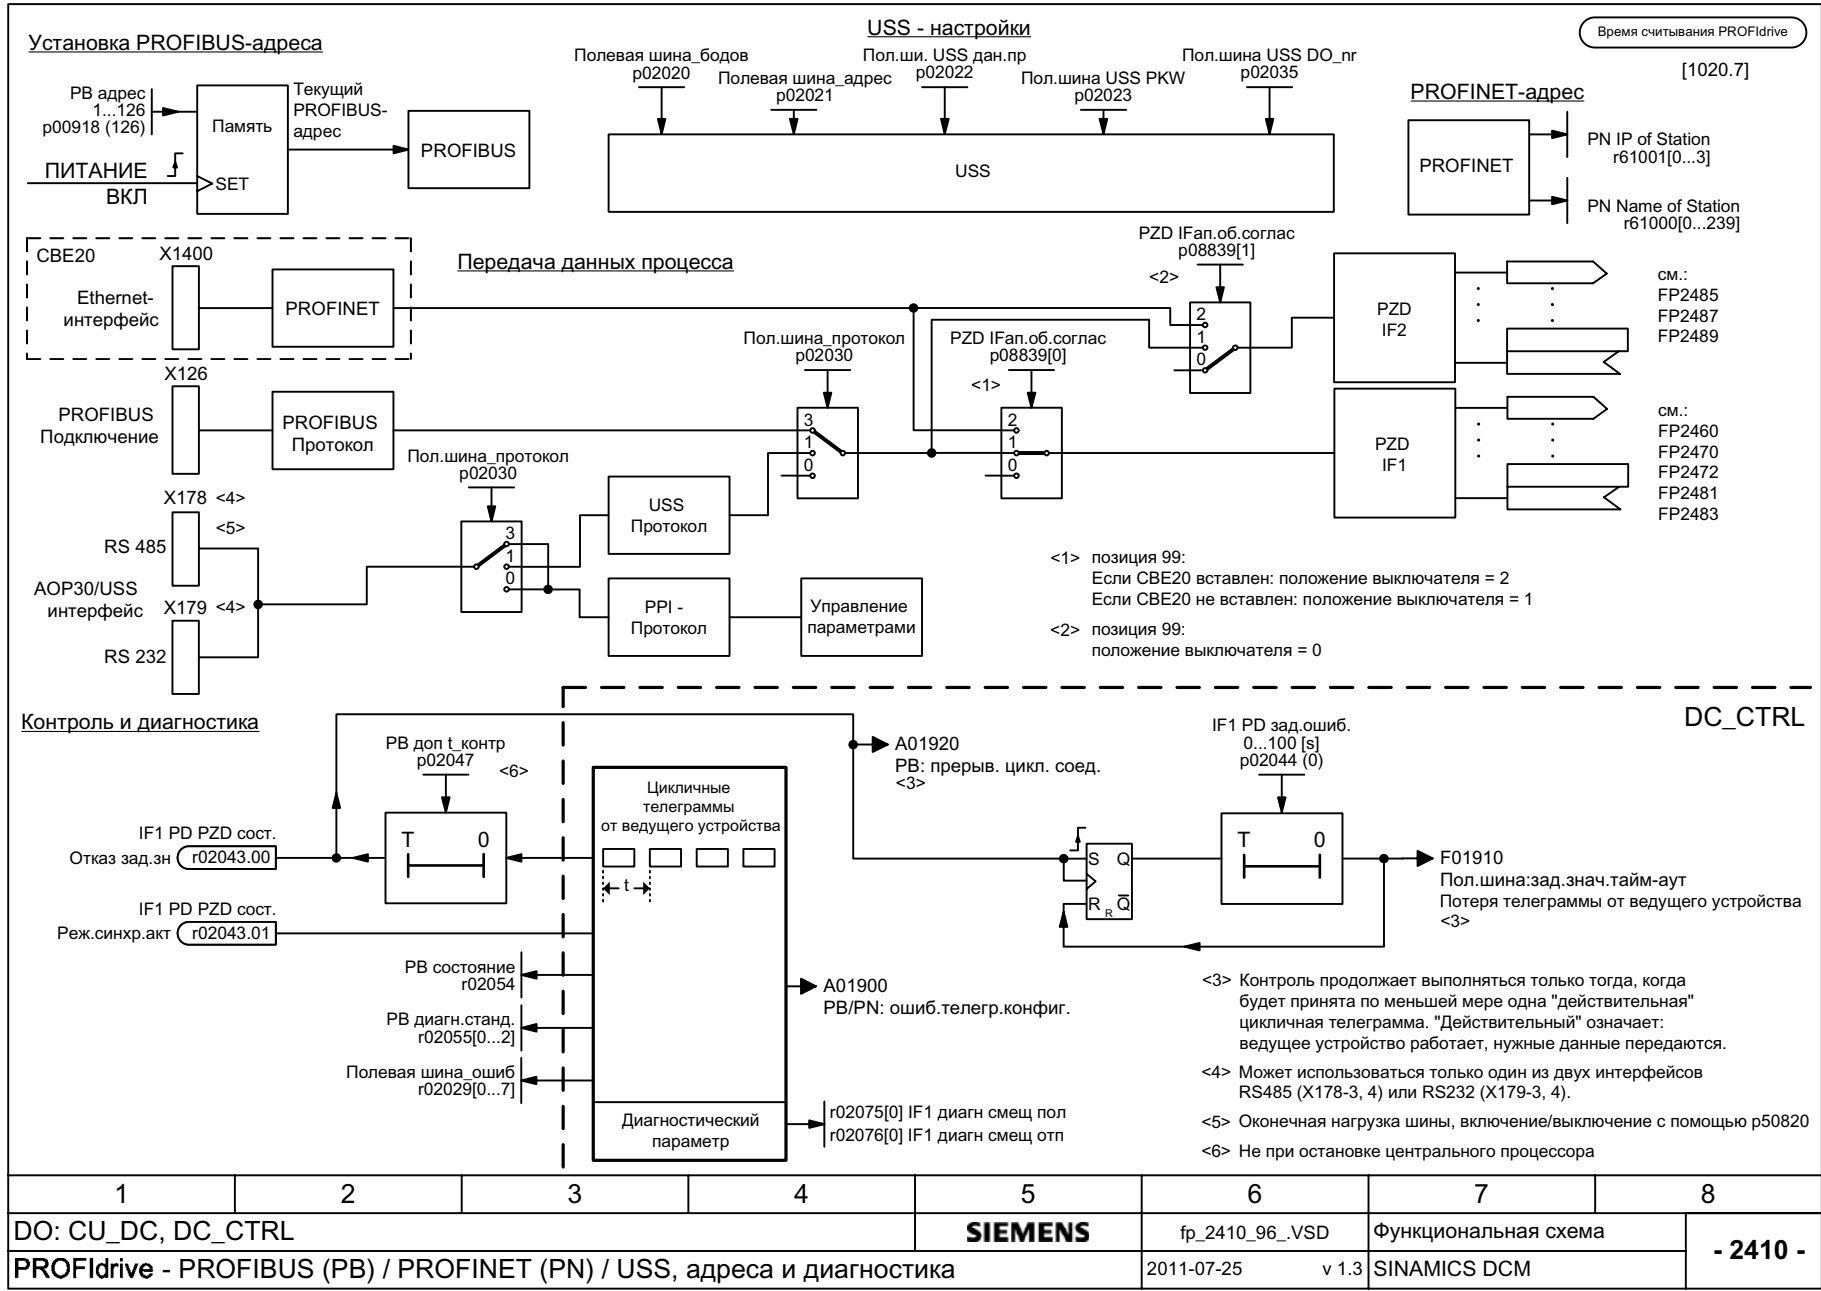 Установка PROFIBUS-адреса
PB адрес
1...126
p00918 (126)
ПИТАНИЕ
ВКЛ
Память
SET
Текущий
PROFIBUS-
адрес
PROFIBUS
USS - настройки
Полевая шина_бодов
p02020
Полевая шина_адрес
p02021
Пол.ши. USS дан.пр
p02022
Пол.шина USS PKW
p02023
Пол.шина USS DO_nr
p02035
USS
Время считывания PROFIdrive
[1020.7]
PROFINET-адрес
PROFINET
PN IP of Station
r61001[0...3]
PN Name of Station
r61000[0...239]
CBE20
X1400
Ethernet-
интерфейс
PROFINET
Передача данных процесса
X126
PROFIBUS
Подключение
PROFIBUS
Протокол
X178 <4>
<5>
RS 485
AOP30/USS
интерфейс
X179 <4>
RS 232
Пол.шина_протокол
p02030
3
1
0
USS
Протокол
PPI -
Протокол
Управление
параметрами
Пол.шина_протокол
p02030
3
1
0
PZD IFап.об.соглас
p08839[0]
<1>
2
1
0
PZD IFап.об.соглас
p08839[1]
<2>
2
1
0
PZD
IF2
см.:
FP2485
FP2487
FP2489
PZD
IF1
см.:
FP2460
FP2470
FP2472
FP2481
FP2483
<1> позиция 99:
Если CBE20 вставлен: положение выключателя = 2
Если CBE20 не вставлен: положение выключателя = 1
<2> позиция 99:
положение выключателя = 0
Контроль и диагностика
DC_CTRL
PB доп t_контр
p02047
<6>
T 0
IF1 PD PZD сост.
Отказ зад.зн r02043.00
IF1 PD PZD сост.
Реж.синхр.акт r02043.01
PB состояние
r02054
PB диагн.станд.
r02055[0...2]
Полевая шина_ошиб
r02029[0...7]
Цикличные
телеграммы
от ведущего устройства
t
Диагностический
параметр
A01920
PB: прерыв. цикл. соед.
<3>
A01900
PB/PN: ошиб.телегр.конфиг.
r02075[0] IF1 диагн смещ пол
r02076[0] IF1 диагн смещ отп
S Q
R R Q
IF1 PD зад.ошиб.
0...100 [s]
p02044 (0)
T 0
F01910
Пол.шина:зад.знач.тайм-аут
Потеря телеграммы от ведущего устройства
<3>
<3> Контроль продолжает выполняться только тогда, когда
будет принята по меньшей мере одна "действительная"
цикличная телеграмма. "Действительный" означает:
ведущее устройство работает, нужные данные передаются.
<4> Может использоваться только один из двух интерфейсов
RS485 (X178-3, 4) или RS232 (X179-3, 4).
<5> Оконечная нагрузка шины, включение/выключение с помощью p50820
<6> Не при остановке центрального процессора
1 2 3 4 5 6 7 8
DO: CU_DC, DC_CTRL
SIEMENS
fp_2410_96_.VSD
Функциональная схема
- 2410 -
PROFIdrive - PROFIBUS (PB) / PROFINET (PN) / USS, адреса и диагностика
2011-07-25 v 1.3
SINAMICS DCM